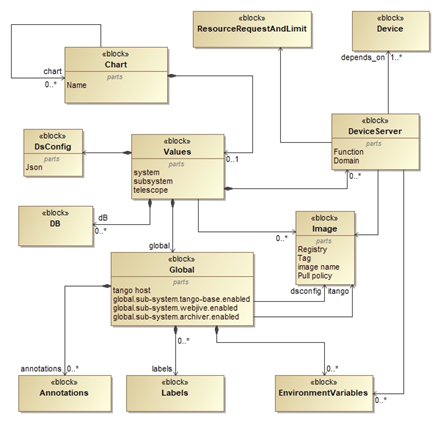 «block»
Chart
parts
Name
chart
0..*
«block»
ResourceRequestAndLimit
«block»
Device
depends_on
1..*
«block»
DsConfig
parts
Json
«block»
Values
parts
system
subsystem
telescope
0..1
«block»
DeviceServer
parts
Function
Domain
0..*
«block»
DB
dB
0..*
global
0..*
«block»
Image
parts
Registry
Tag
image name
Pull policy
dsconfig
itango
«block»
Global
parts
tango host
global.sub-system.tango-base.enabled
global.sub-system.webjive.enabled
global.sub-system.archiver.enabled
annotations
0..*
0..*
labels
0..*
0..*
«block»
Annotations
«block»
Labels
«block»
EnvironmentVariables